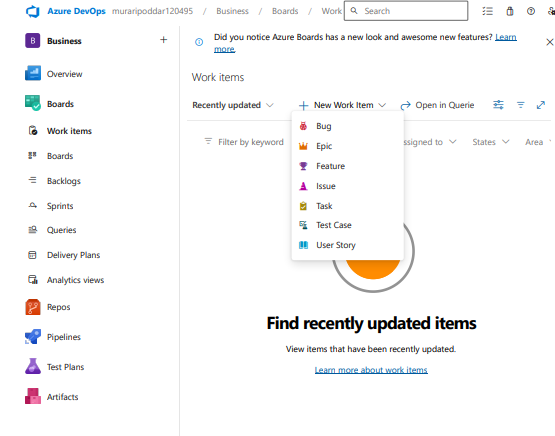 Azure DevOps muraripoddar120495 / Business / Boards / Work Search
B Business +
Did you notice Azure Boards has a new look and awesome new features? Learn
more.
Overview
Work items
Boards
Recently updated New Work Item Open in Querie
Work items
Bug
Filter by keyword ssigned to States Area
Boards
Epic
Backlogs
Feature
Sprints
Issue
Queries
Task
Delivery Plans
Test Case
Analytics views
User Story
Repos
Pipelines
Find recently updated items
View items that have been recently updated.
Test Plans
Learn more about work items
Artifacts